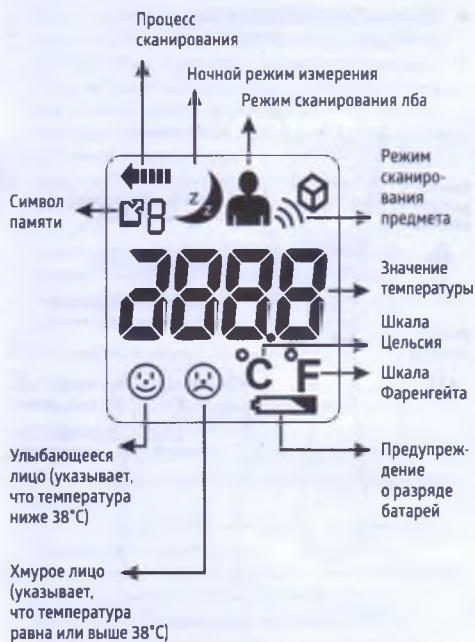 Процесс
сканирования
Ночной режим измерения
Режим сканирования лба
Режим
сканиро-
вания
предмета
Символ
памяти
8
z
z
2888
Значение
температуры
Шкала
Цельсия
°C °F
Шкала
Фаренгейта
Улыбающееся
лицо (указывает,
что температура
ниже 38°C)
Предупреж-
дение
о разряде
батарей
Хмурое лицо
(указывает,
что температура
равна или выше 38°C)